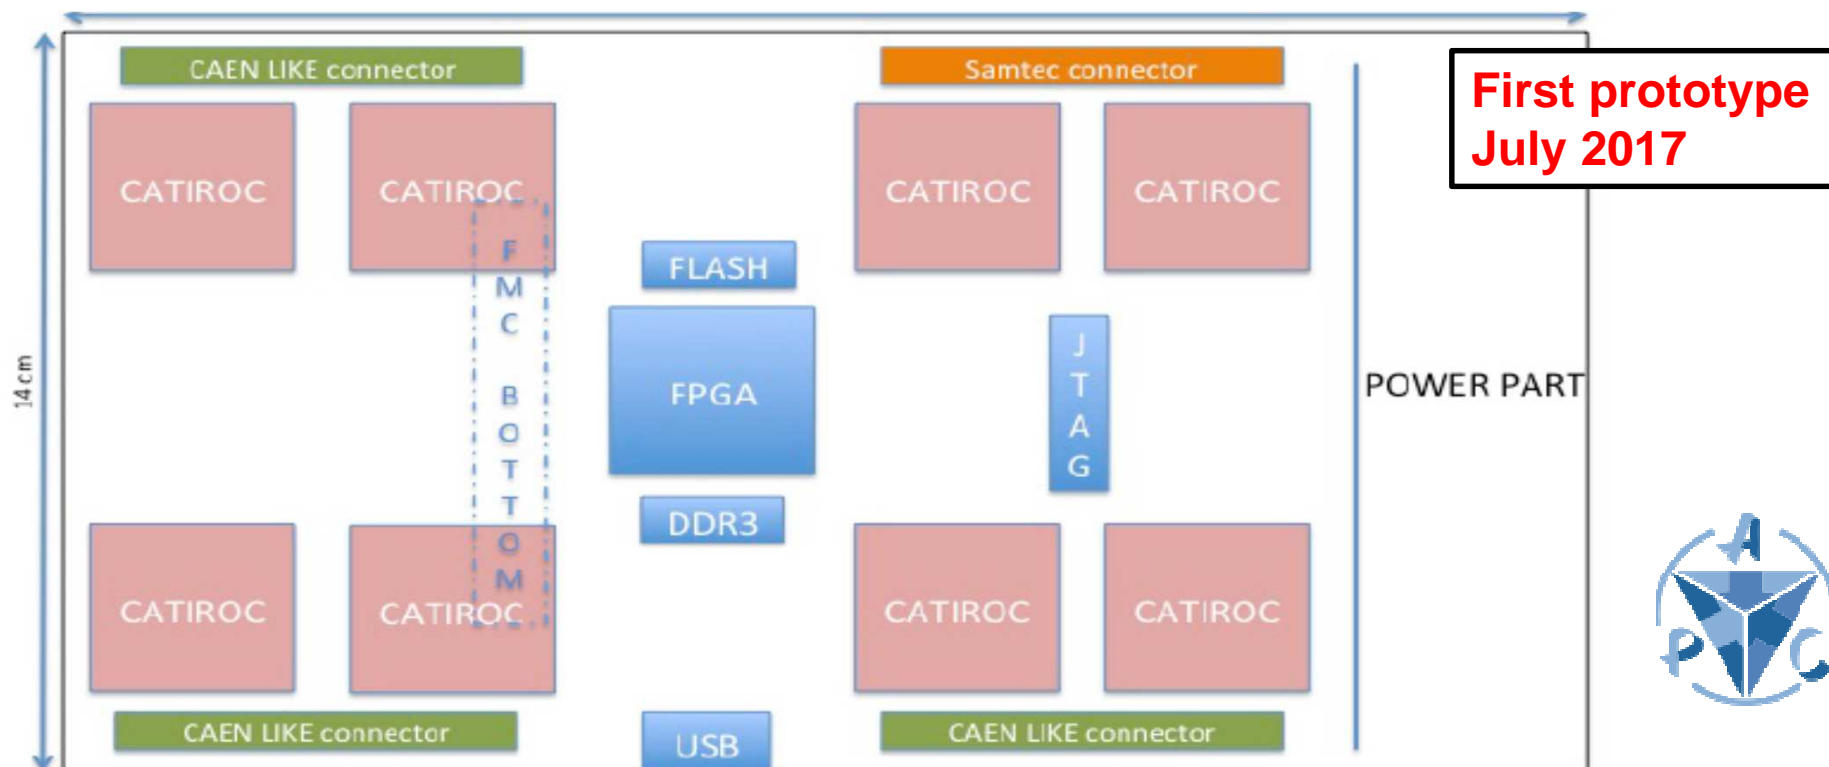 CAEN LIKE connector
Samtec connector
First prototype
July 2017
CATIROC
CATIROC
CATIROC
CATIROC
FMC BOTTOM
FLASH
FPGA
JTAG
14 cm
POWER PART
DDR3
CATIROC
CATIROC
CATIROC
CATIROC
CAEN LIKE connector
USB
CAEN LIKE connector
A
P
C